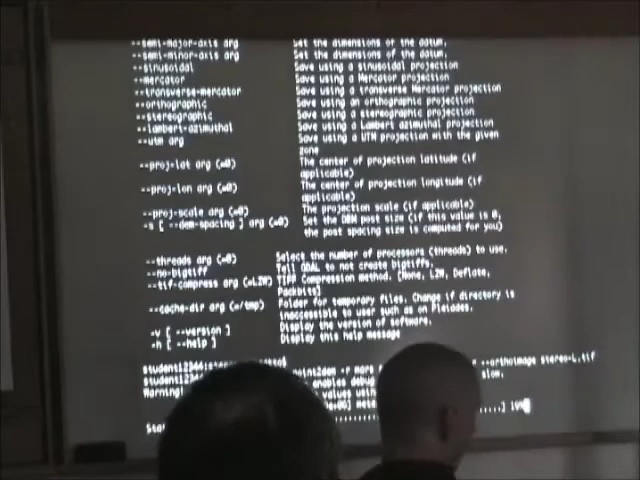 --semi-major-axis arg Set the dimensions of the datum.
--semi-minor-axis arg Set the dimensions of the datum.
--sinusoidal Save using a sinusoidal projection
--mercator Save using a Mercator projection
--transverse-mercator Save using a transverse Mercator projection
--orthographic Save using an orthographic projection
--stereographic Save using a stereographic projection
--lambert-azimuthal Save using a Lambert azimuthal projection
--utm arg Save using a UTM projection with the given
zone
--proj-lat arg (=0) The center of projection latitude (if
applicable)
--proj-lon arg (=0) The center of projection longitude (if
applicable)
--proj-scale arg (=0) The projection scale (if applicable)
-s [ --dem-spacing ] arg (=0) Set the DEM post size (if this value is 0,
the post spacing size is computed for you)
--threads arg (=0) Select the number of processors (threads) to use.
--no-bigtiff Tell GDAL to not create bigtiffs.
--tif-compress arg (=LZW) TIFF Compression method. [None, LZW, Deflate,
Packbits]
--cache-dir arg (=/tmp) Folder for temporary files. Change if directory is
inaccessible to user such as on Pleiades.
-v [ --version ] Display the version of software.
-h [ --help ] Display this help message
point2dem -r --orthoimage stereo-L.tif
enables debug slow.
Warning! values using